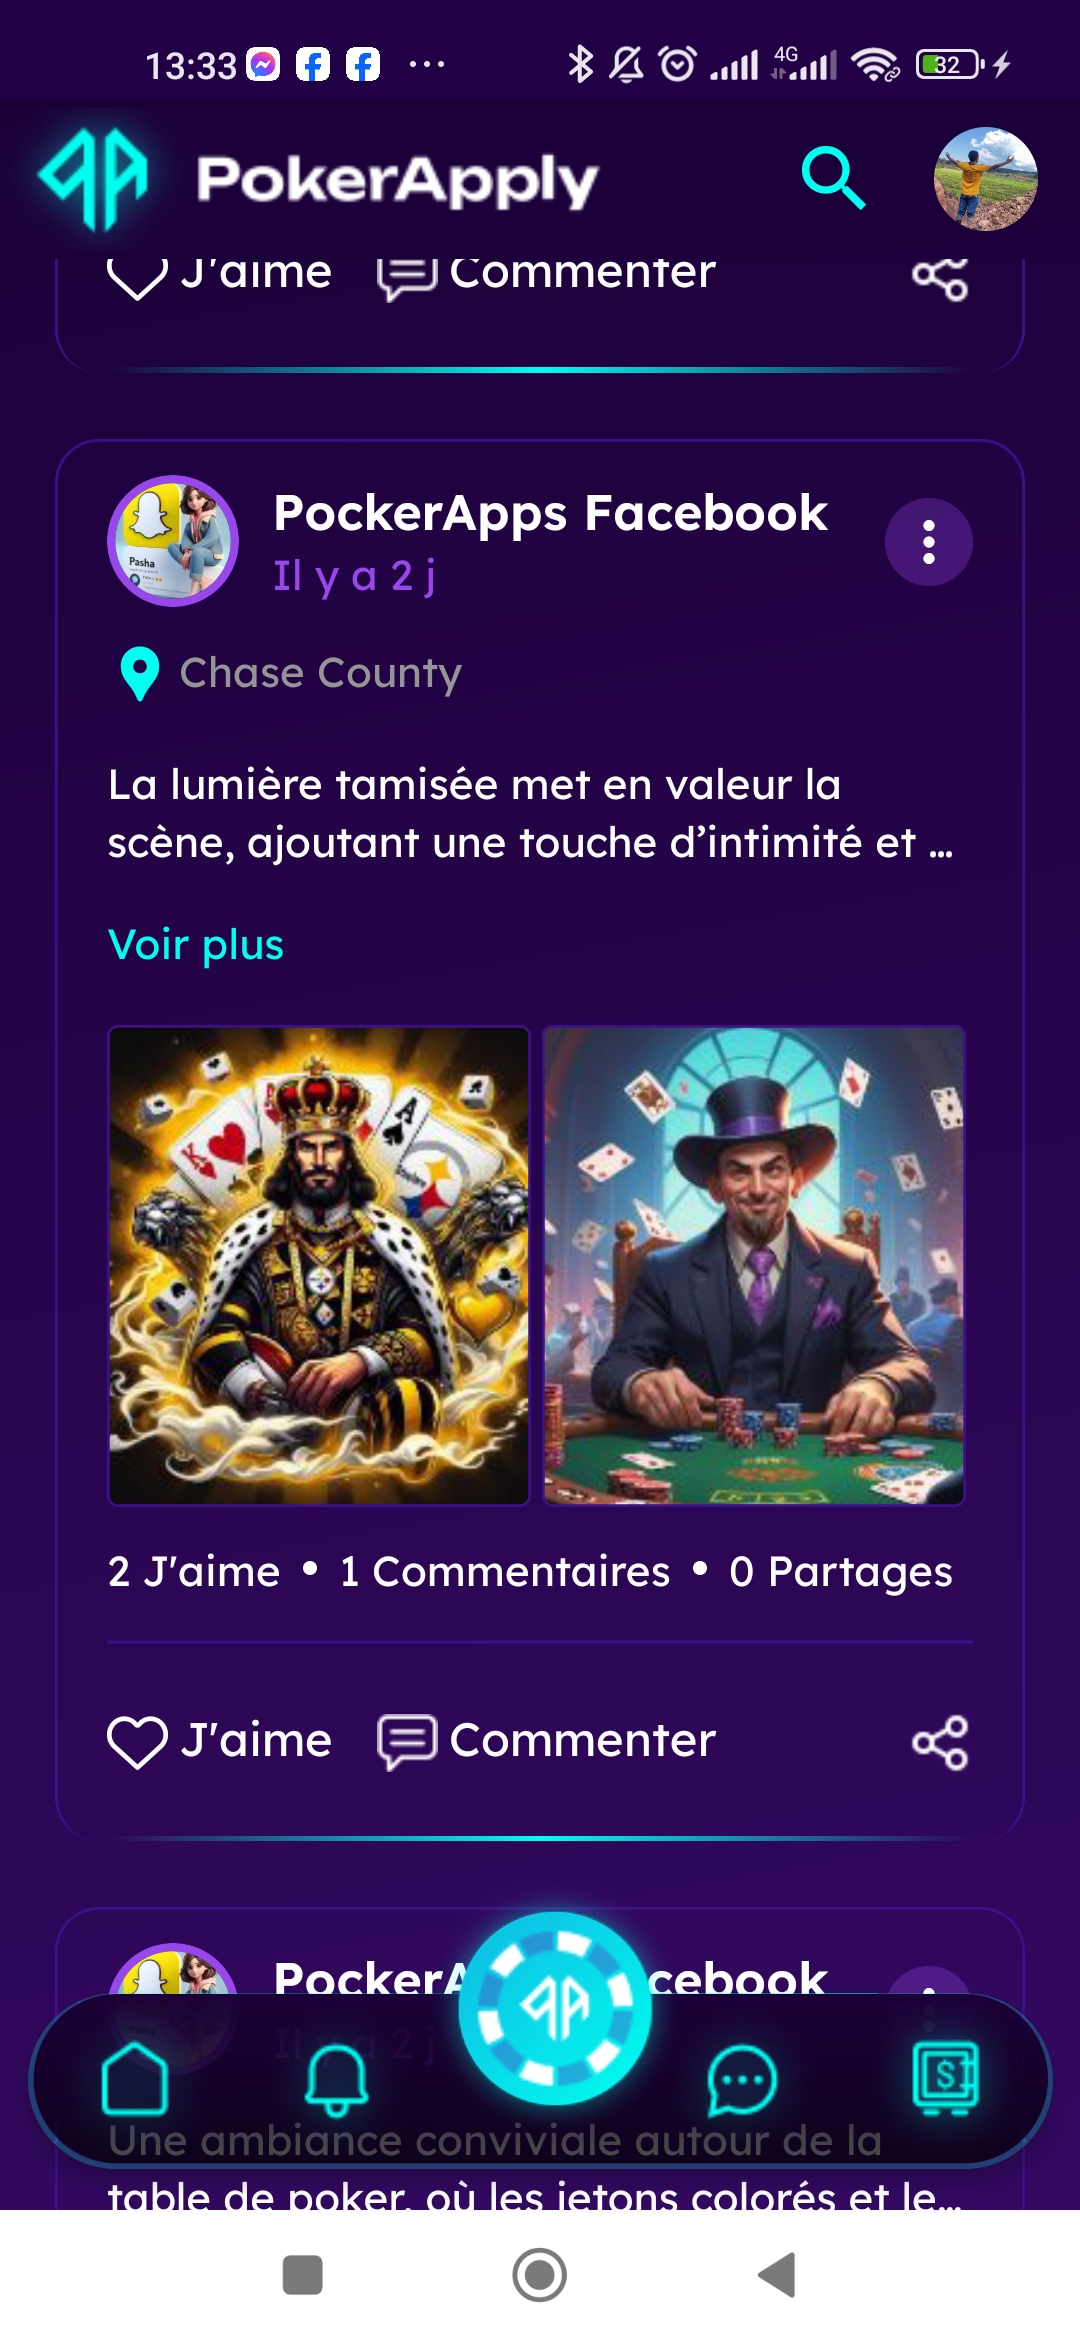 13:33
4G
32
PokerApply
J'aime
Commenter
PockerApps Facebook
Il y a 2 j
Pasha
Chase County
La lumière tamisée met en valeur la
scène, ajoutant une touche d’intimité et ...
Voir plus
K
A
2 J'aime • 1 Commentaires • 0 Partages
J'aime
Commenter
PockerA cebook
Il y a 2 j
Une ambiance conviviale autour de la
table de poker, où les jetons colorés et le...